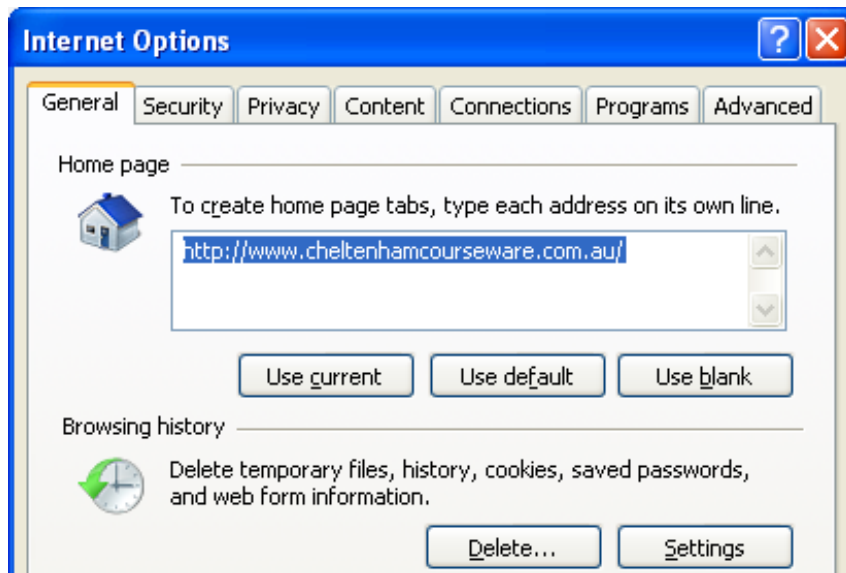 Internet Options
General Security Privacy Content Connections Programs Advanced
Home page
To create home page tabs, type each address on its own line.
http://www.cheltenhamcourseware.com.au/
Use current Use default Use blank
Browsing history
Delete temporary files, history, cookies, saved passwords,
and web form information.
Delete... Settings